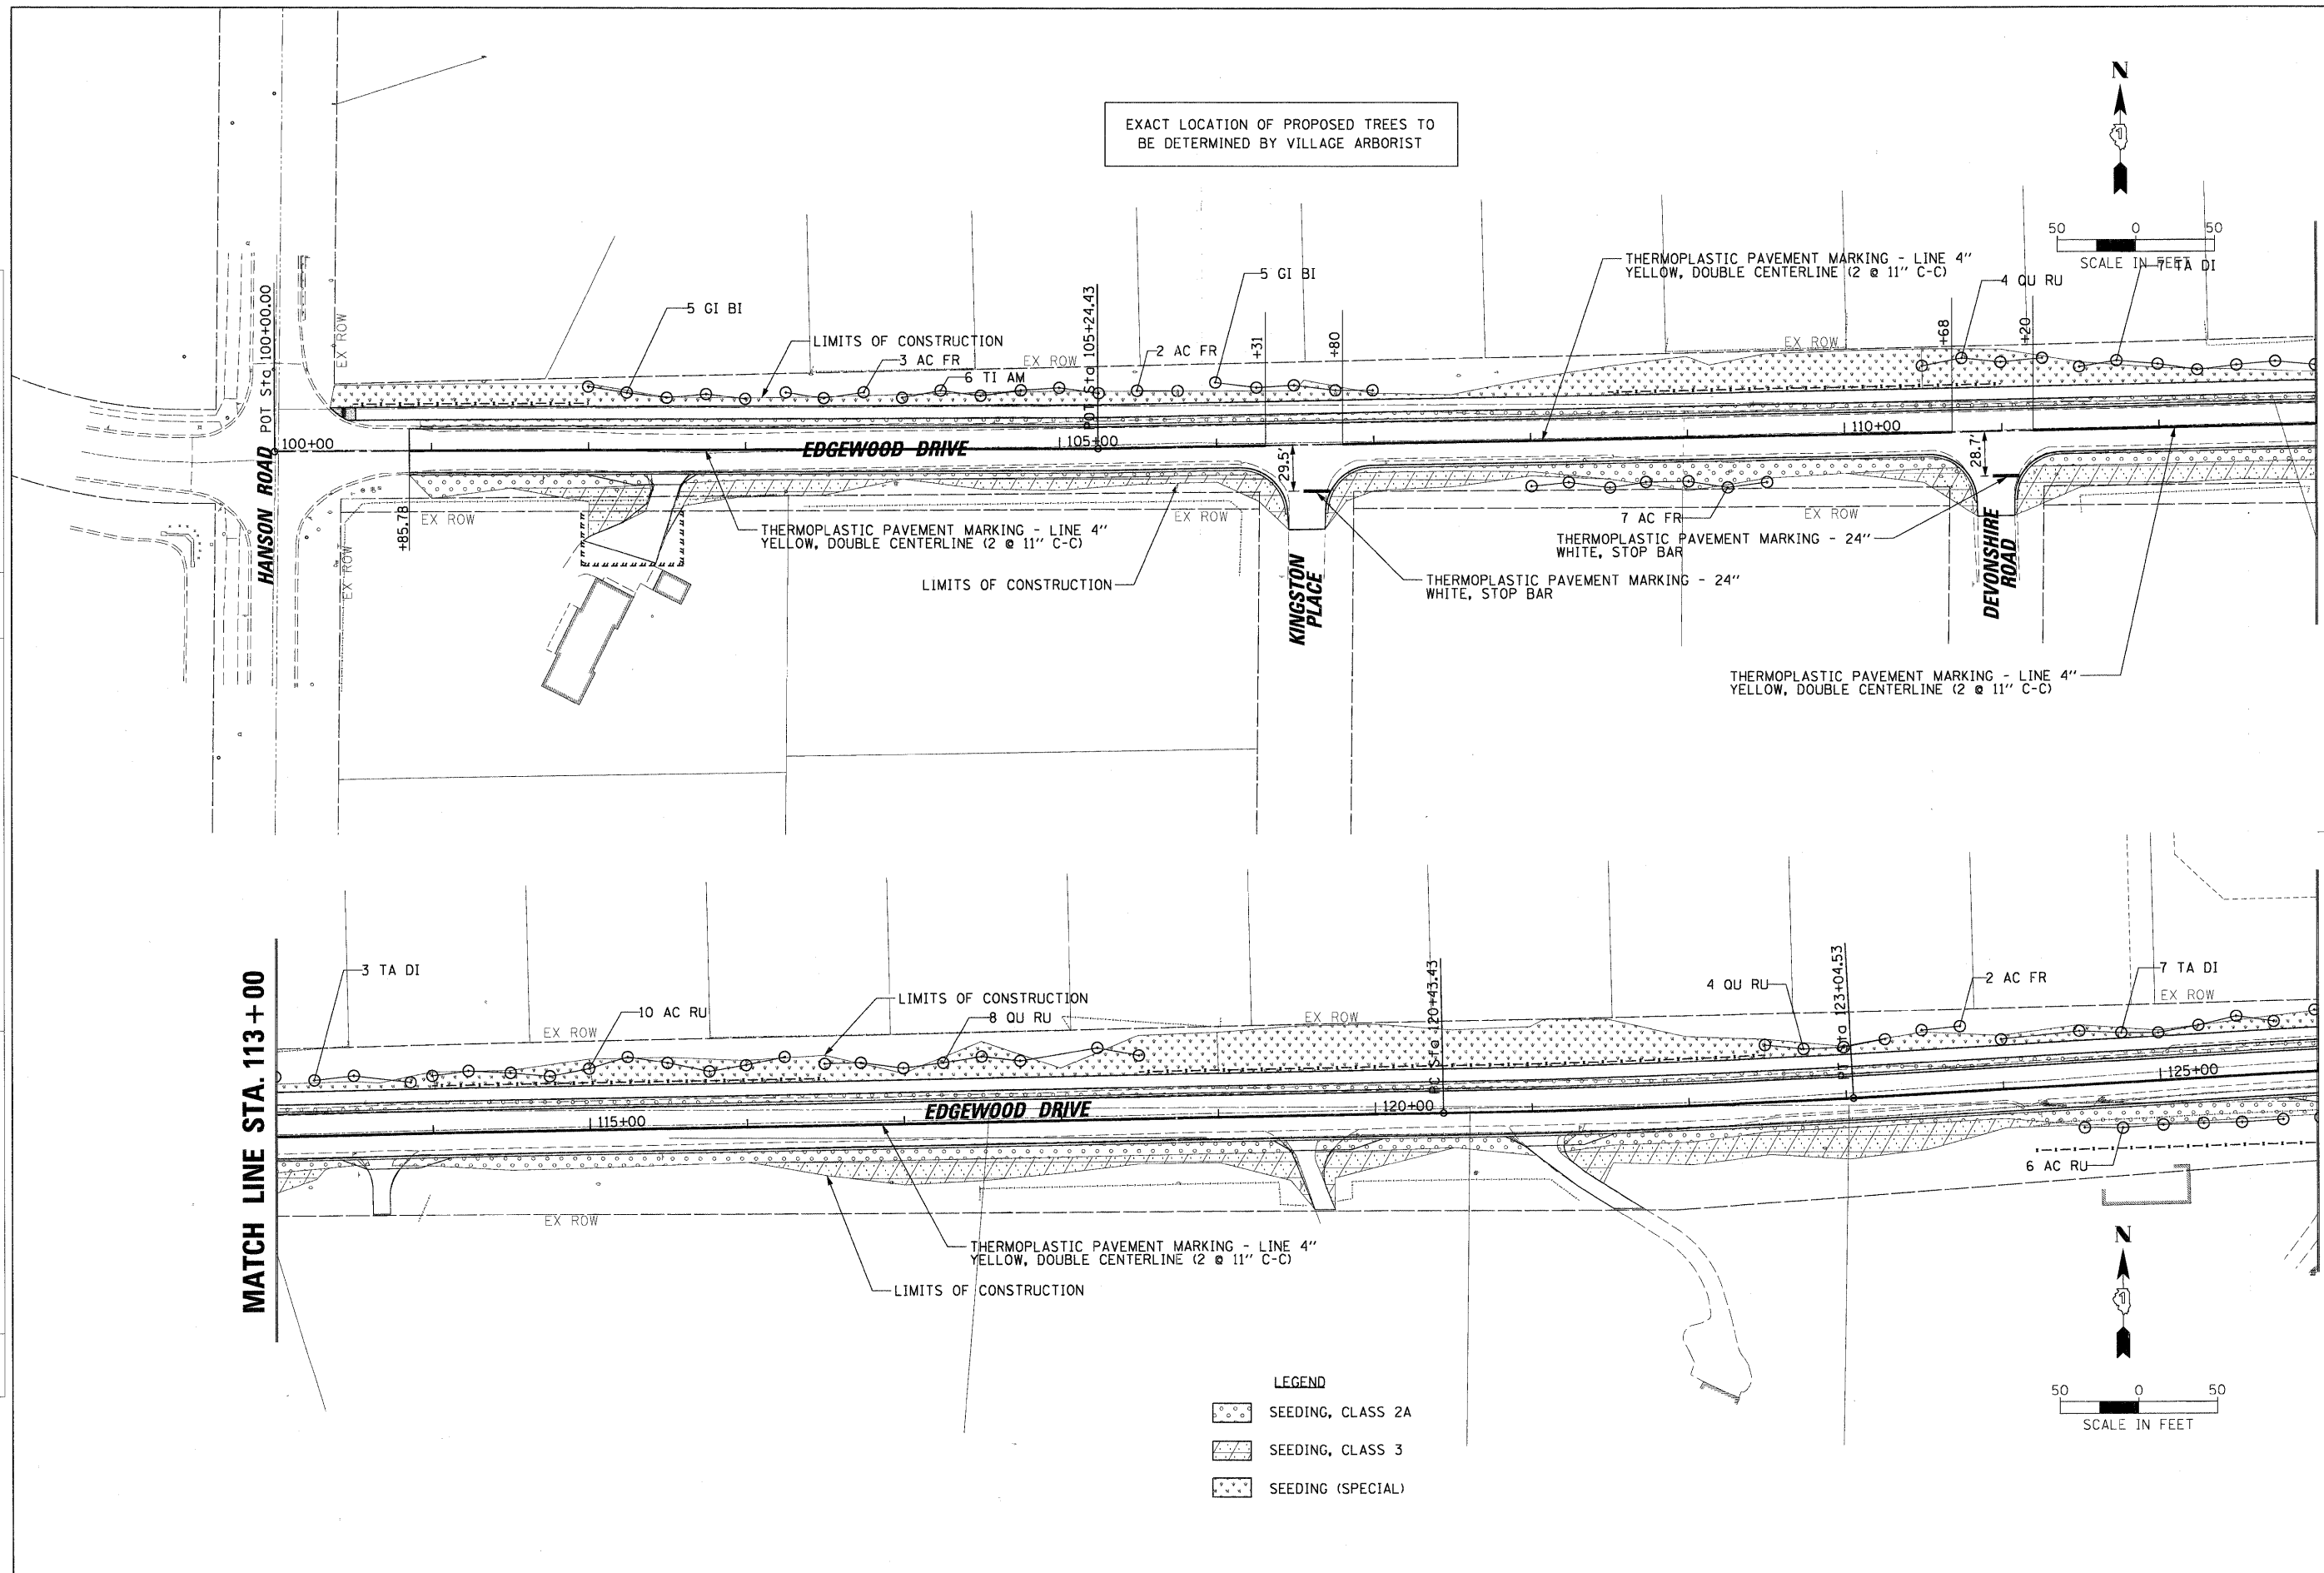 EXACT LOCATION OF PROPOSED TREES TO
BE DETERMINED BY VILLAGE ARBORIST
N
1
50 0 50
SCALE IN FEET
HANSON ROAD
POT Sta 100+00.00
EX ROW
EX ROW
5 GI BI
LIMITS OF CONSTRUCTION
3 AC FR
EX ROW
6 TI AM
POT Sta 105+24.43
2 AC FR
5 GI BI
+31
+80
THERMOPLASTIC PAVEMENT MARKING - LINE 4"
YELLOW, DOUBLE CENTERLINE (2 @ 11" C-C)
EX ROW
+68
4 QU RU
+20
7 TA DI
100+00
EDGEWOOD DRIVE
105+00
110+00
+85.78
EX ROW
THERMOPLASTIC PAVEMENT MARKING - LINE 4"
YELLOW, DOUBLE CENTERLINE (2 @ 11" C-C)
LIMITS OF CONSTRUCTION
EX ROW
29.5'
KINGSTON
PLACE
THERMOPLASTIC PAVEMENT MARKING - 24"
WHITE, STOP BAR
7 AC FR
THERMOPLASTIC PAVEMENT MARKING - 24"
WHITE, STOP BAR
EX ROW
28.7'
DEVONSHIRE
ROAD
THERMOPLASTIC PAVEMENT MARKING - LINE 4"
YELLOW, DOUBLE CENTERLINE (2 @ 11" C-C)
MATCH LINE STA. 113+00
3 TA DI
EX ROW
10 AC RU
LIMITS OF CONSTRUCTION
8 QU RU
EX ROW
PC Sta 120+43.43
4 QU RU
PT Sta 123+04.53
2 AC FR
7 TA DI
EX ROW
115+00
EDGEWOOD DRIVE
120+00
125+00
6 AC RU
EX ROW
THERMOPLASTIC PAVEMENT MARKING - LINE 4"
YELLOW, DOUBLE CENTERLINE (2 @ 11" C-C)
LIMITS OF CONSTRUCTION
N
1
50 0 50
SCALE IN FEET
LEGEND
SEEDING, CLASS 2A
SEEDING, CLASS 3
SEEDING (SPECIAL)